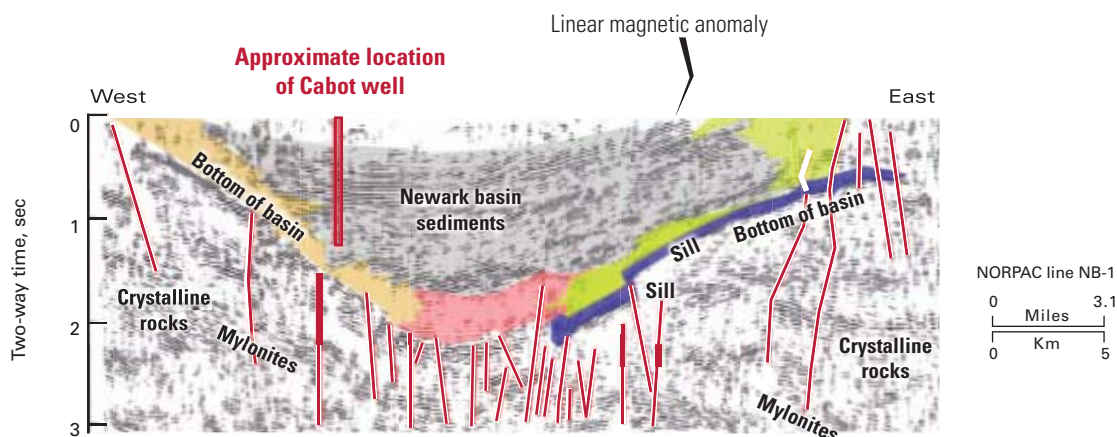 Linear magnetic anomaly
Approximate location
of Cabot well
West
East
0
1
2
3
Two-way time, sec
Bottom of basin
Newark basin
sediments
Sill
Bottom of basin
Sill
Crystalline
rocks
Mylonites
Crystalline
rocks
Mylonites
NORPAC line NB-1
0 3.1
Miles
Km
0 5